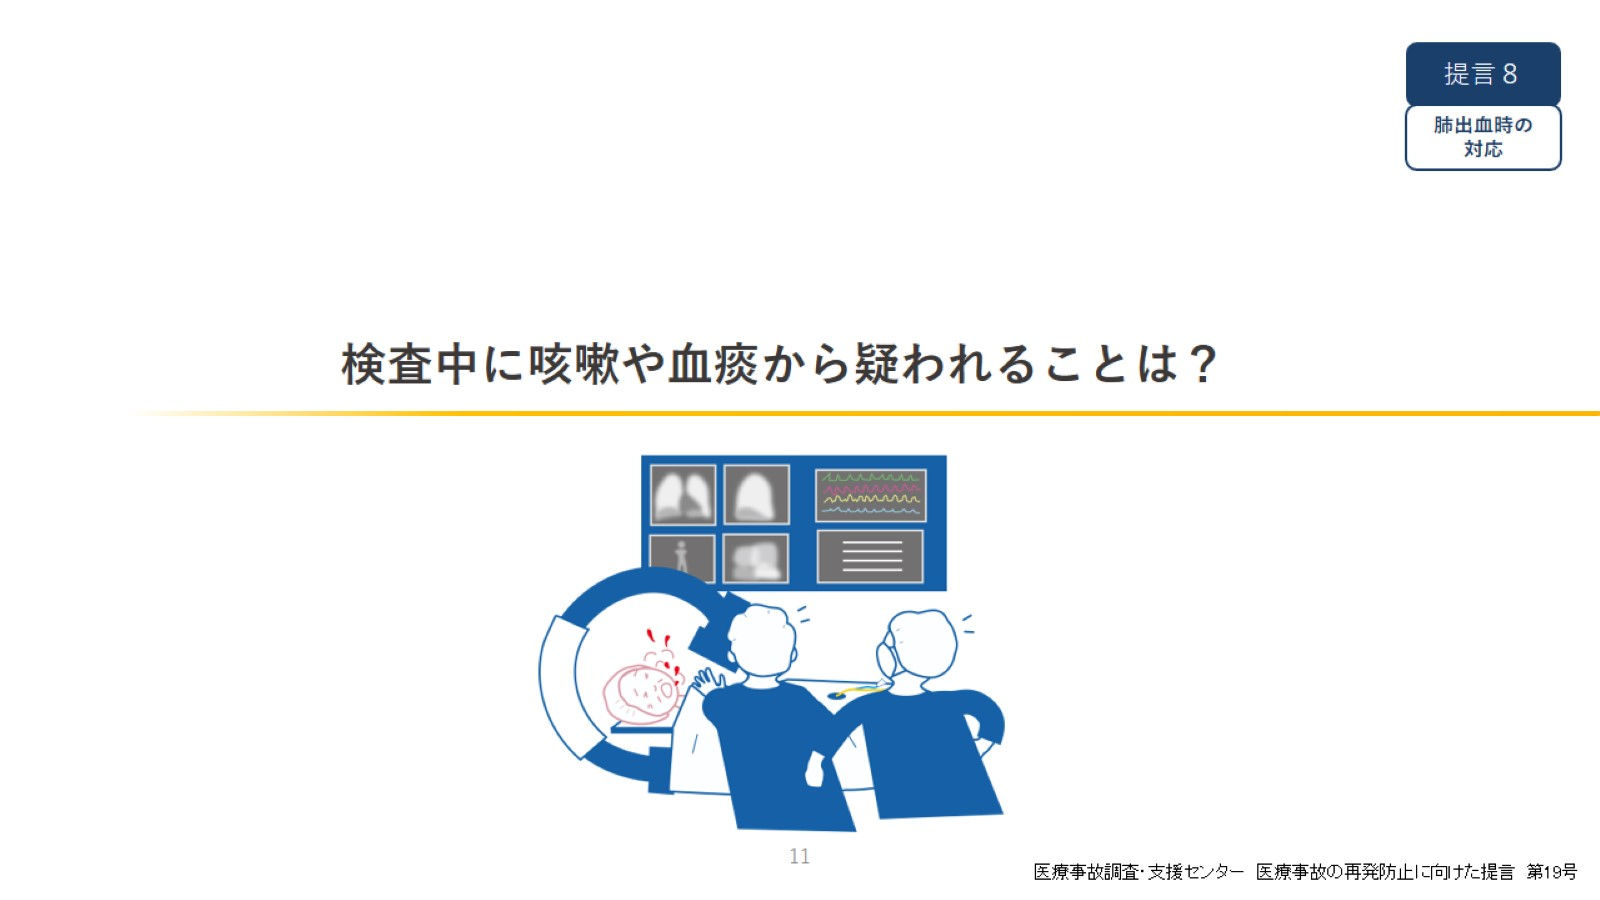 提言８
肺出血時の
対応
検査中に咳嗽や血痰から疑われることは？
11
医療事故調査・支援センター　医療事故の再発防止に向けた提言　第19号